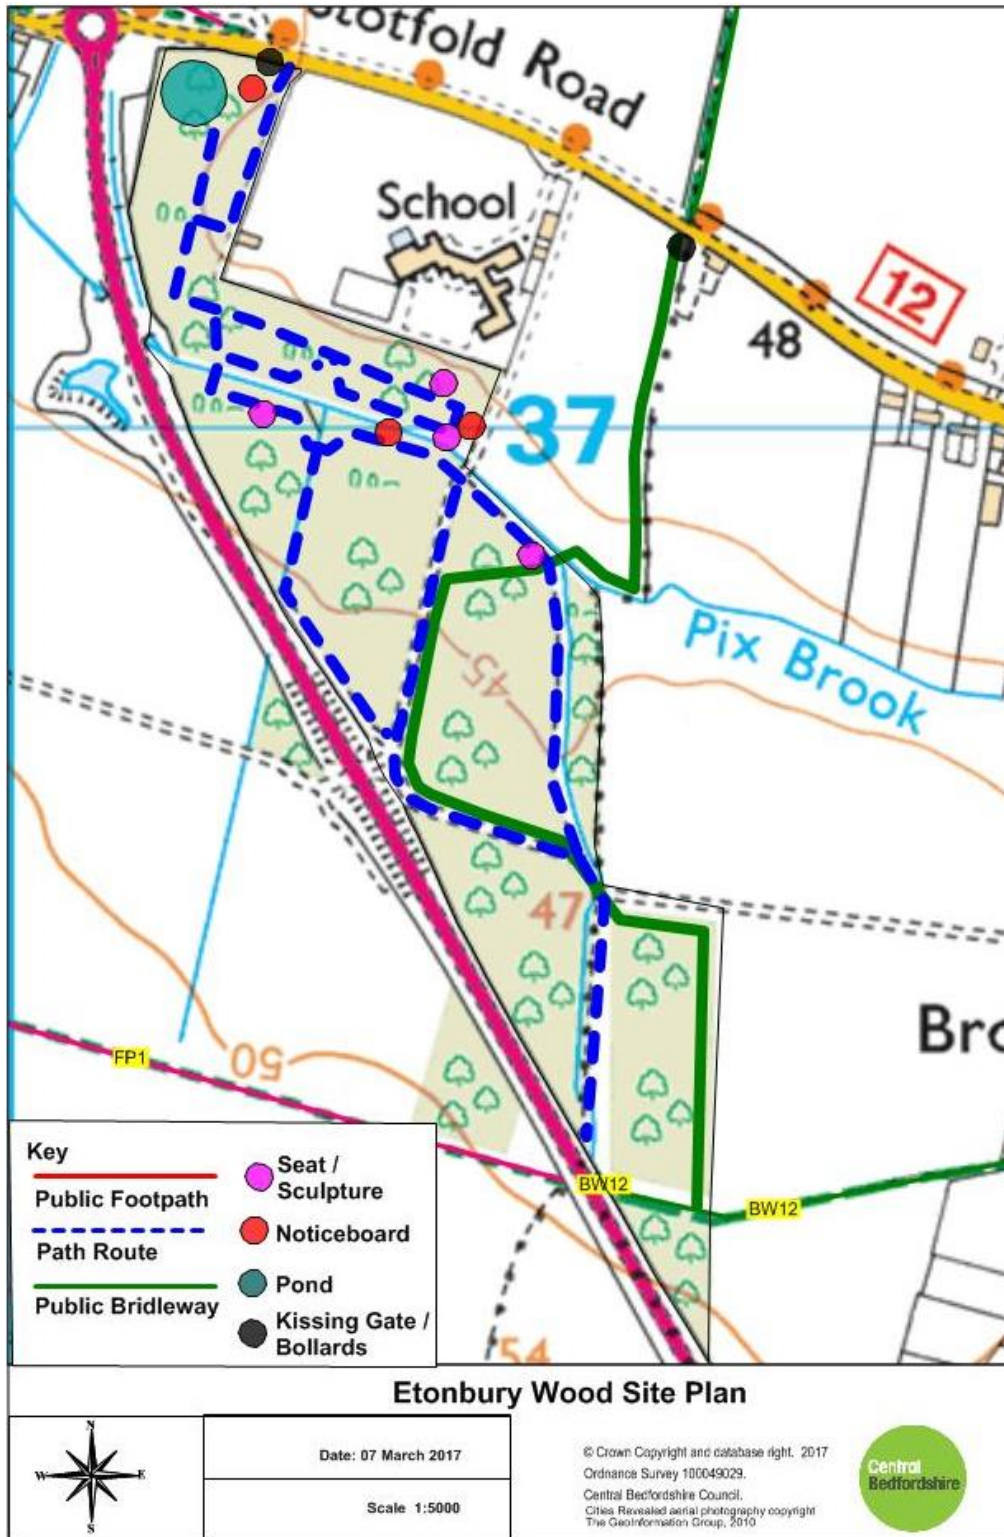 Stotfold Road
School
12
48
37
Pix Brook
45
47
Bro
FP1
50
BW12
BW12
54
Key
Public Footpath
Path Route
Public Bridleway
Seat /
Sculpture
Noticeboard
Pond
Kissing Gate /
Bollards
Etonbury Wood Site Plan
N
W E
S
Date: 07 March 2017
Scale 1:5000
© Crown Copyright and database right. 2017
Ordnance Survey 100049029.
Central Bedfordshire Council.
Cities Revealed aerial photography copyright
The GeoInformation Group, 2010
Central
Bedfordshire